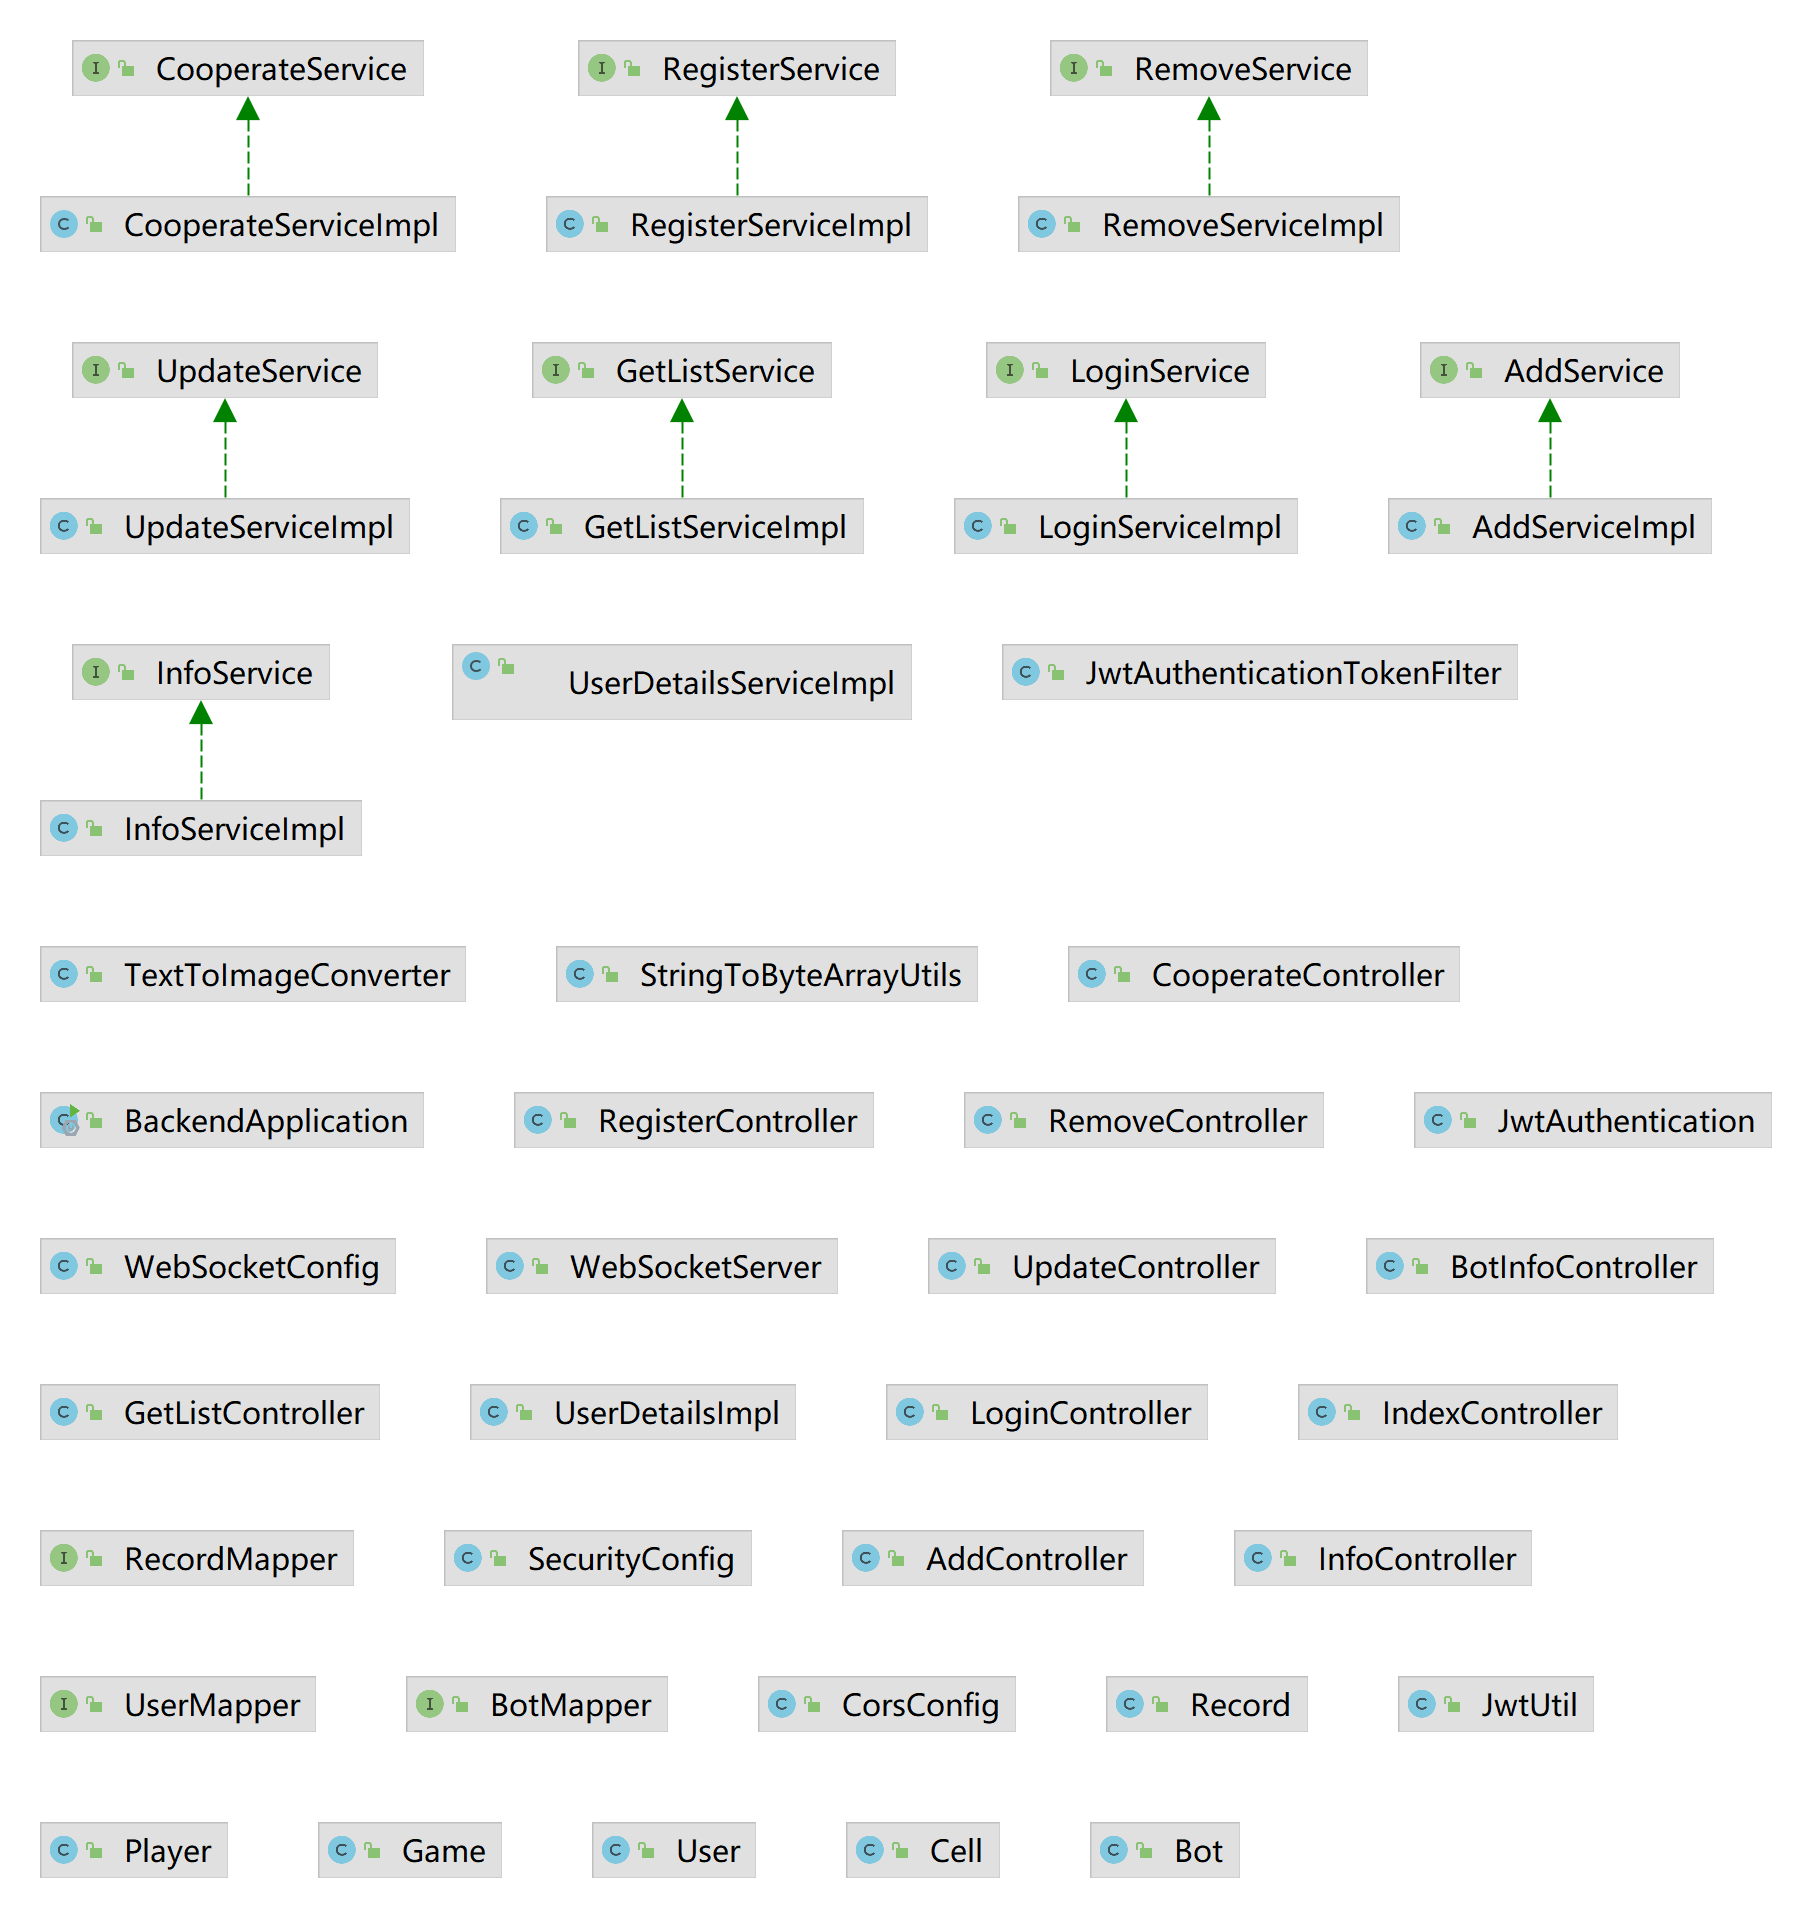 CooperateService
RegisterService
RemoveService
CooperateServiceImpl
RegisterServiceImpl
RemoveServiceImpl
UpdateService
GetListService
LoginService
AddService
UpdateServiceImpl
GetListServiceImpl
LoginServiceImpl
AddServiceImpl
InfoService
UserDetailsServiceImpl
JwtAuthenticationTokenFilter
InfoServiceImpl
TextToImageConverter
StringToByteArrayUtils
CooperateController
BackendApplication
RegisterController
RemoveController
JwtAuthentication
WebSocketConfig
WebSocketServer
UpdateController
BotInfoController
GetListController
UserDetailsImpl
LoginController
IndexController
RecordMapper
SecurityConfig
AddController
InfoController
UserMapper
BotMapper
CorsConfig
Record
JwtUtil
Player
Game
User
Cell
Bot